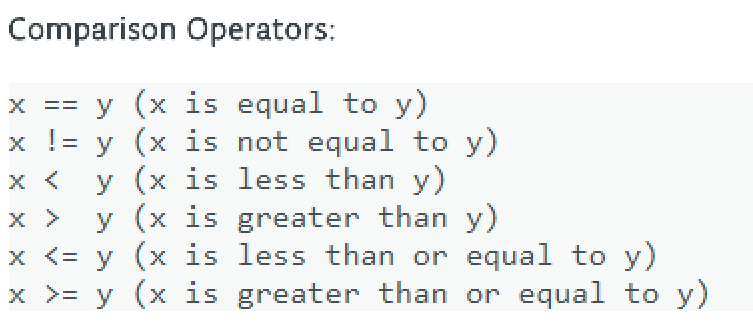 Comparison Operators:
x == y (x is equal to y)
x != y (x is not equal to y)
x <  y (x is less than y)
x >  y (x is greater than y)
x <= y (x is less than or equal to y)
x >= y (x is greater than or equal to y)